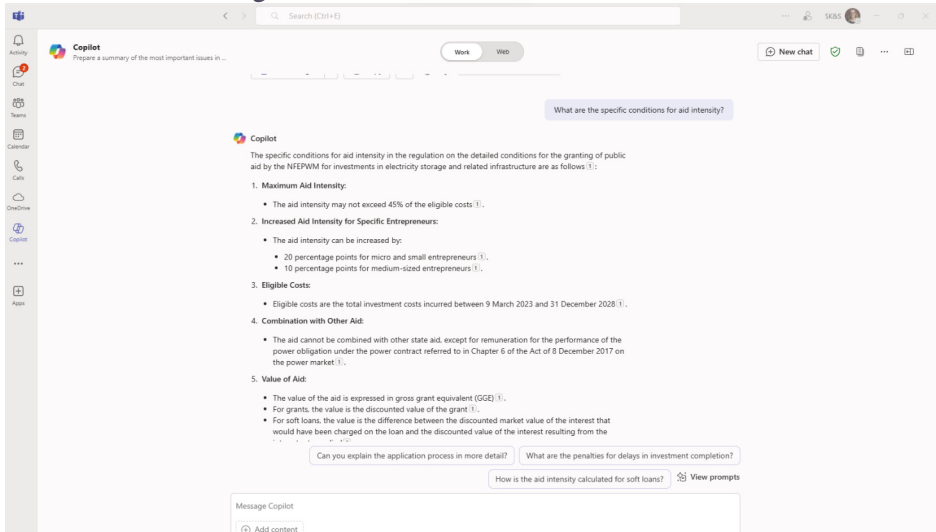 Search (Ctrl+E)
SK&S
Activity
2
Chat
Teams
Calendar
Calls
OneDrive
Copilot
Apps
Copilot
Prepare a summary of the most important issues in ...
Work
Web
New chat
What are the specific conditions for aid intensity?
Copilot
The specific conditions for aid intensity in the regulation on the detailed conditions for the granting of public
aid by the NFEPWM for investments in electricity storage and related infrastructure are as follows 1 :
1. Maximum Aid Intensity:
• The aid intensity may not exceed 45% of the eligible costs 1 .
2. Increased Aid Intensity for Specific Entrepreneurs:
• The aid intensity can be increased by:
• 20 percentage points for micro and small entrepreneurs 1 .
• 10 percentage points for medium-sized entrepreneurs 1 .
3. Eligible Costs:
• Eligible costs are the total investment costs incurred between 9 March 2023 and 31 December 2028 1 .
4. Combination with Other Aid:
• The aid cannot be combined with other state aid, except for remuneration for the performance of the
power obligation under the power contract referred to in Chapter 6 of the Act of 8 December 2017 on
the power market 1 .
5. Value of Aid:
• The value of the aid is expressed in gross grant equivalent (GGE) 1 .
• For grants, the value is the discounted value of the grant 1 .
• For soft loans, the value is the difference between the discounted market value of the interest that
would have been charged on the loan and the discounted value of the interest resulting from the
Can you explain the application process in more detail?
What are the penalties for delays in investment completion?
How is the aid intensity calculated for soft loans?
View prompts
Message Copilot
Add content